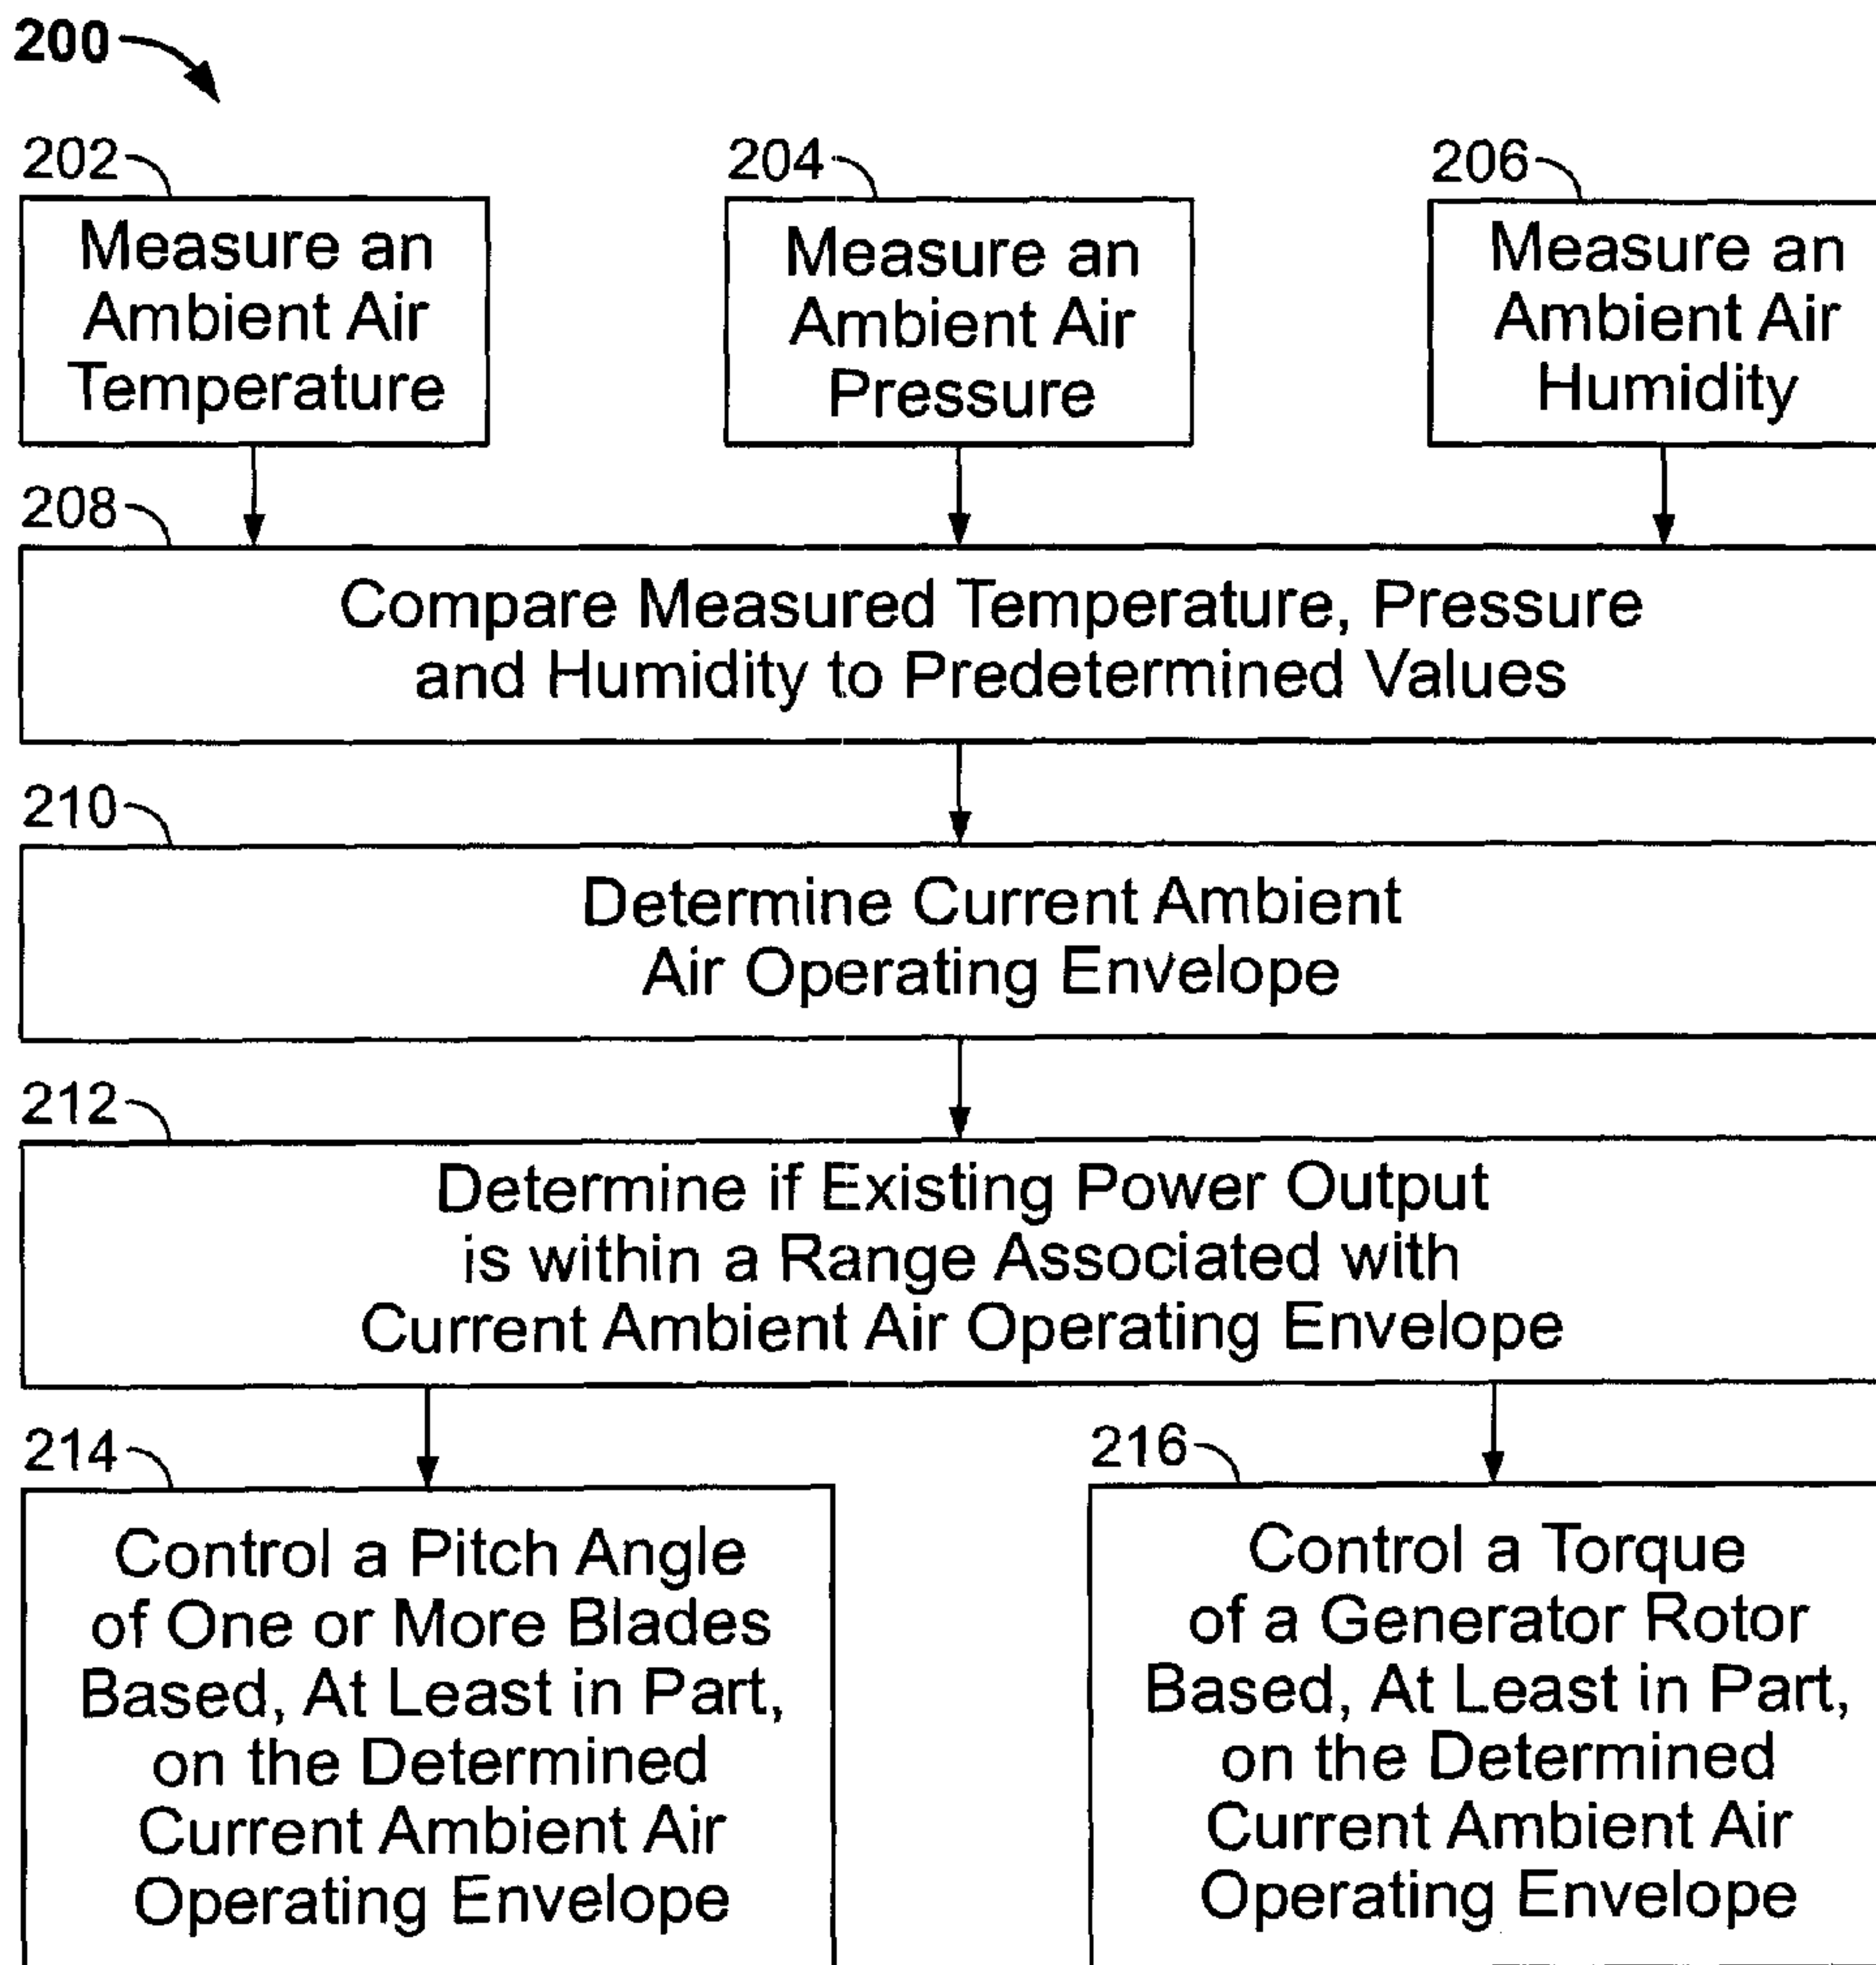 200
202
Measure an
Ambient Air
Temperature
204
Measure an
Ambient Air
Pressure
206
Measure an
Ambient Air
Humidity
208
Compare Measured Temperature, Pressure
and Humidity to Predetermined Values
210
Determine Current Ambient
Air Operating Envelope
212
Determine if Existing Power Output
is within a Range Associated with
Current Ambient Air Operating Envelope
214
Control a Pitch Angle
of One or More Blades
Based, At Least in Part,
on the Determined
Current Ambient Air
Operating Envelope
216
Control a Torque
of a Generator Rotor
Based, At Least in Part,
on the Determined
Current Ambient Air
Operating Envelope